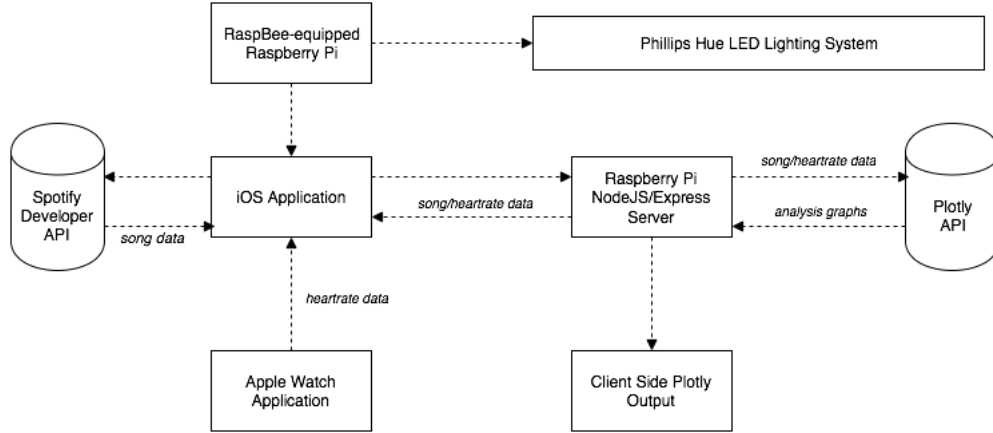 RaspBee-equipped
Raspberry Pi
Phillips Hue LED Lighting System
Spotify
Developer
API
iOS Application
song data
song/heartrate data
Raspberry Pi
NodeJS/Express
Server
song/heartrate data
analysis graphs
Plotly
API
heartrate data
Apple Watch
Application
Client Side Plotly
Output